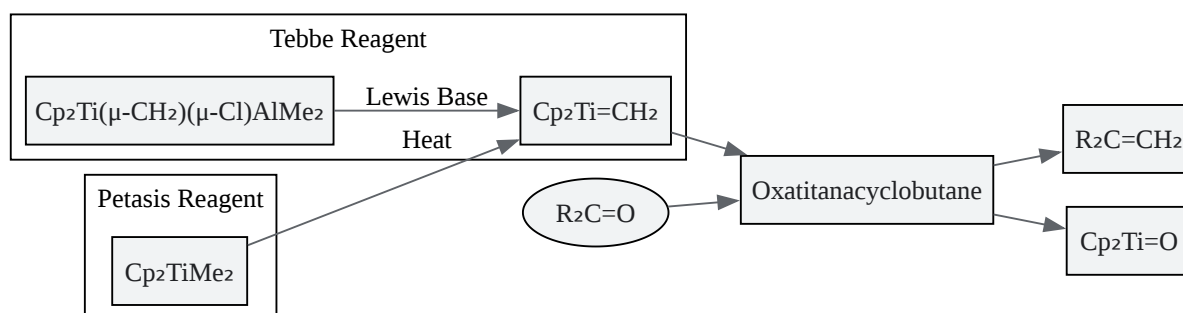 Tebbe Reagent
Cp₂Ti(μ-CH₂)(μ-Cl)AlMe₂
Lewis Base
Cp₂Ti=CH₂
Heat
Petasis Reagent
Cp₂TiMe₂
R₂C=O
Oxatitanacyclobutane
R₂C=CH₂
Cp₂Ti=O